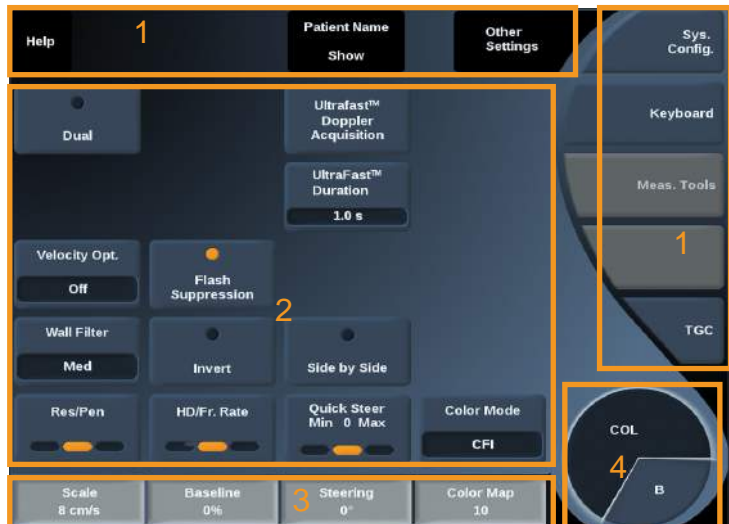 Help
1
Patient Name
Show
Other
Settings
Sys.
Config.
Dual
Ultrafast™
Doppler
Acquisition
Keyboard
UltraFast™
Duration
1.0 s
Meas. Tools
1
Velocity Opt.
Off
Flash
Suppression
2
Wall Filter
Med
Invert
Side by Side
TGC
Res/Pen
HD/Fr. Rate
Quick Steer
Min 0 Max
Color Mode
CFI
COL
4
B
Scale
8 cm/s
Baseline
0%
3
Steering
0°
Color Map
10